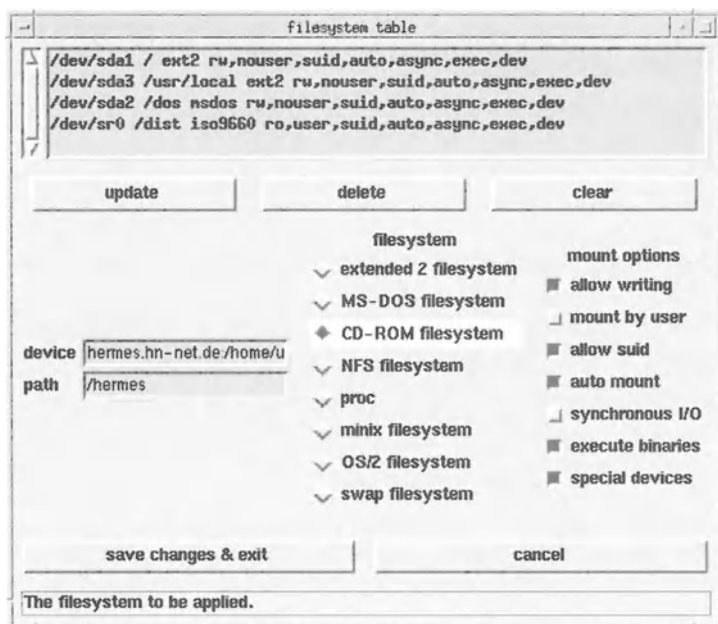 filesystem table
/dev/sda1 / ext2 rw,nouser,suid,auto,async,exec,dev
/dev/sda3 /usr/local ext2 rw,nouser,suid,auto,async,exec,dev
/dev/sda2 /dos msdos rw,nouser,suid,auto,async,exec,dev
/dev/sr0 /dist iso9660 ro,user,suid,auto,async,exec,dev
update
delete
clear
filesystem
extended 2 filesystem
MS-DOS filesystem
CD-ROM filesystem
NFS filesystem
proc
minix filesystem
OS/2 filesystem
swap filesystem
mount options
allow writing
mount by user
allow suid
auto mount
synchronous I/O
execute binaries
special devices
device hermes.hn-net.de:/home/u
path /hermes
save changes & exit
cancel
The filesystem to be applied.